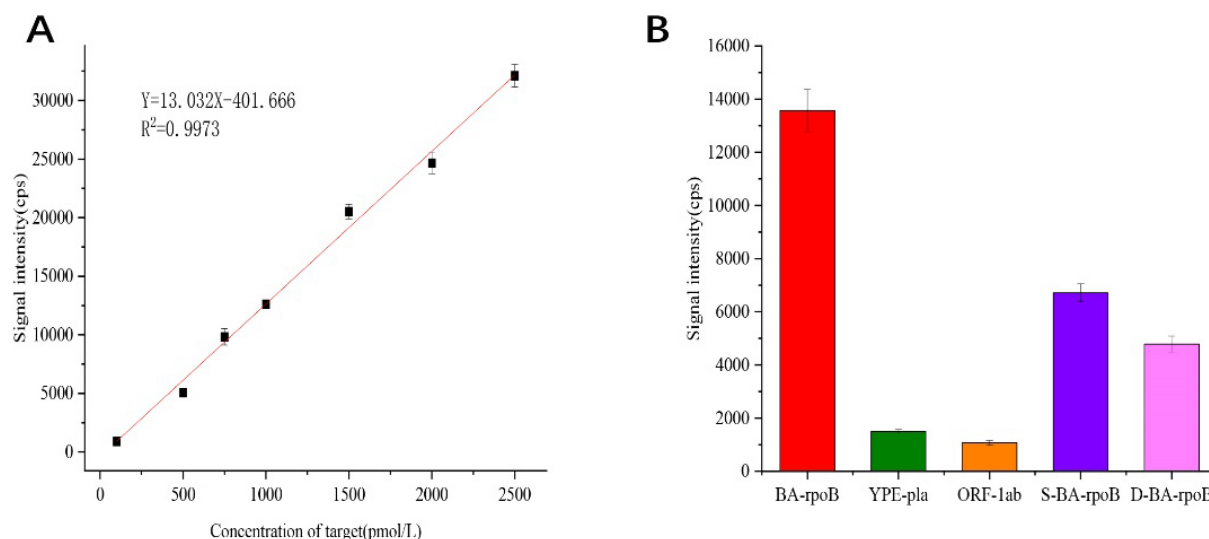 A
Y=13.032X-401.666
R²=0.9973
30000
25000
20000
15000
10000
5000
0
Signal intensity(cps)
0 500 1000 1500 2000 2500
Concentration of target(pmol/L)
B
16000
14000
12000
10000
8000
6000
4000
2000
0
Signal intensity(cps)
BA-rpoB YPE-pla ORF-1ab S-BA-rpoB D-BA-rpoB